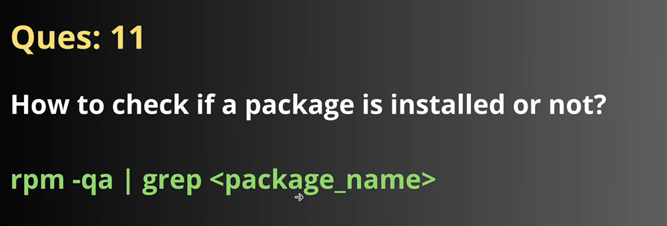 Ques: 11
How to check if a package is installed or not?
rpm -qa | grep <package_name>